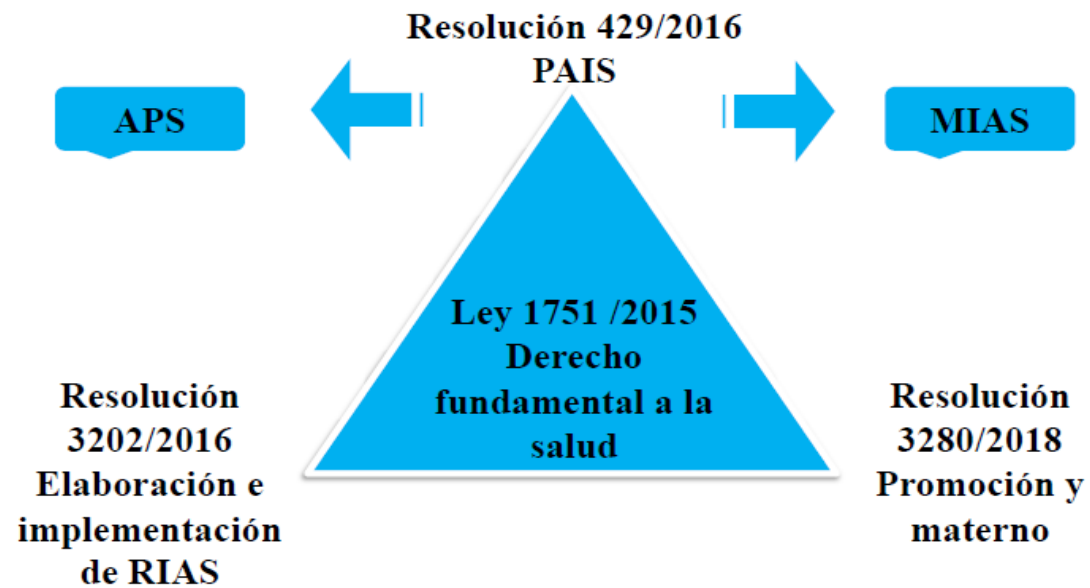 Resolución 429/2016
PAIS
APS
MIAS
Ley 1751 /2015
Derecho
fundamental a la
salud
Resolución
3202/2016
Elaboración e
implementación
de RIAS
Resolución
3280/2018
Promoción y
materno